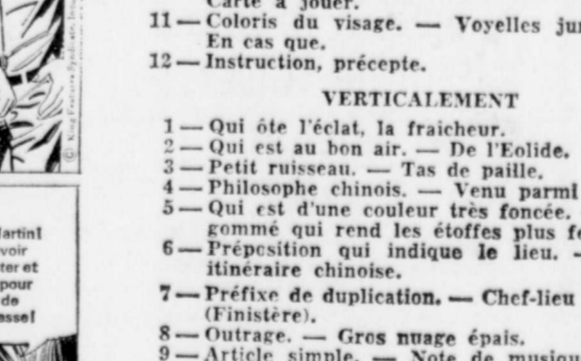 Carte à jouer.
11 — Coloris du visage. — Voyelles
En cas que.
12 — Instruction, précepte.
VERTICALEMENT
1 — Qui ôte l'éclat, la fraicheur.
2 — Qui est au bon air. — De l'Eolide.
3 — Petit ruisseau. — Tas de paille.
4 — Philosophe chinois. — Venu parmi
5 — Qui est d'une couleur très foncée.
gommé qui rend les étoffes plus
6 — Préposition qui indique le lieu. —
itinéraire chinoise.
7 — Préfixe de duplication. — Chef-lieu
(Finistère).
8 — Outrage. — Gros nuage épais.
9 — Article simple. — Note de
© King Features Syndicate,
Martin!
voir
ter et
pour
de